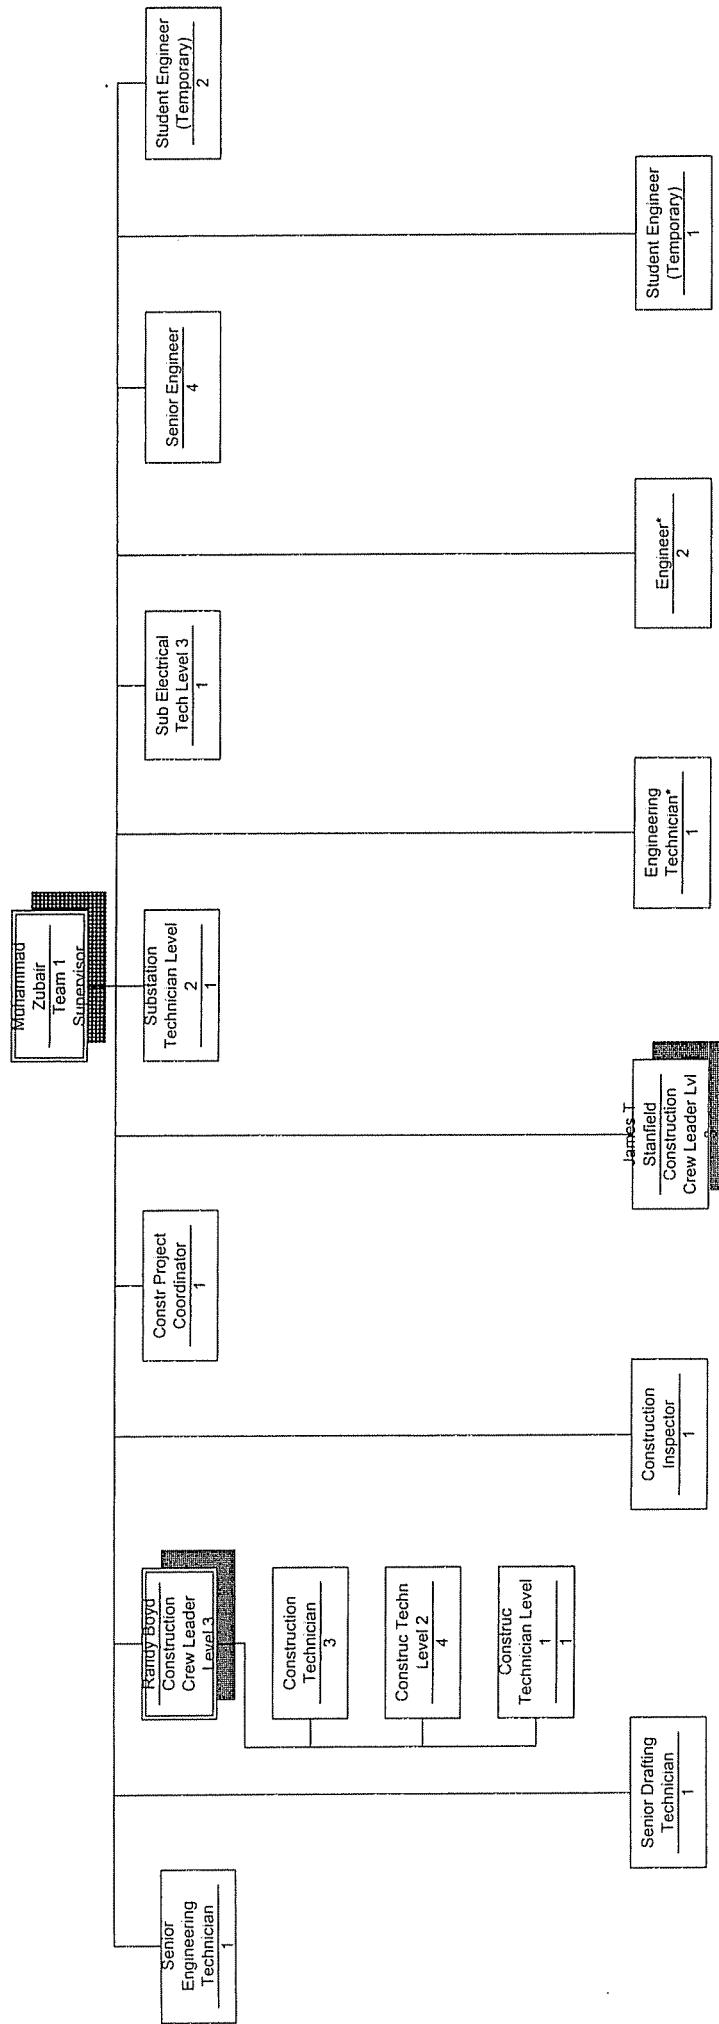 Muhammad
Zubair
Team 1
Supervisor
Senior
Engineering
Technician
1
Randy Boyd
Construction
Crew Leader
Level 3
Constr Project
Coordinator
1
Substation
Technician Level
2
1
Sub Electrical
Tech Level 3
1
Senior Engineer
4
Student Engineer
(Temporary)
2
Construction
Technician
3
Construc Techn
Level 2
4
Construc
Technician Level
1
1
Senior Drafting
Technician
1
Construction
Inspector
1
James T
Stanfield
Construction
Crew Leader Lvl
Engineering
Technician*
1
Engineer*
2
Student Engineer
(Temporary)
1